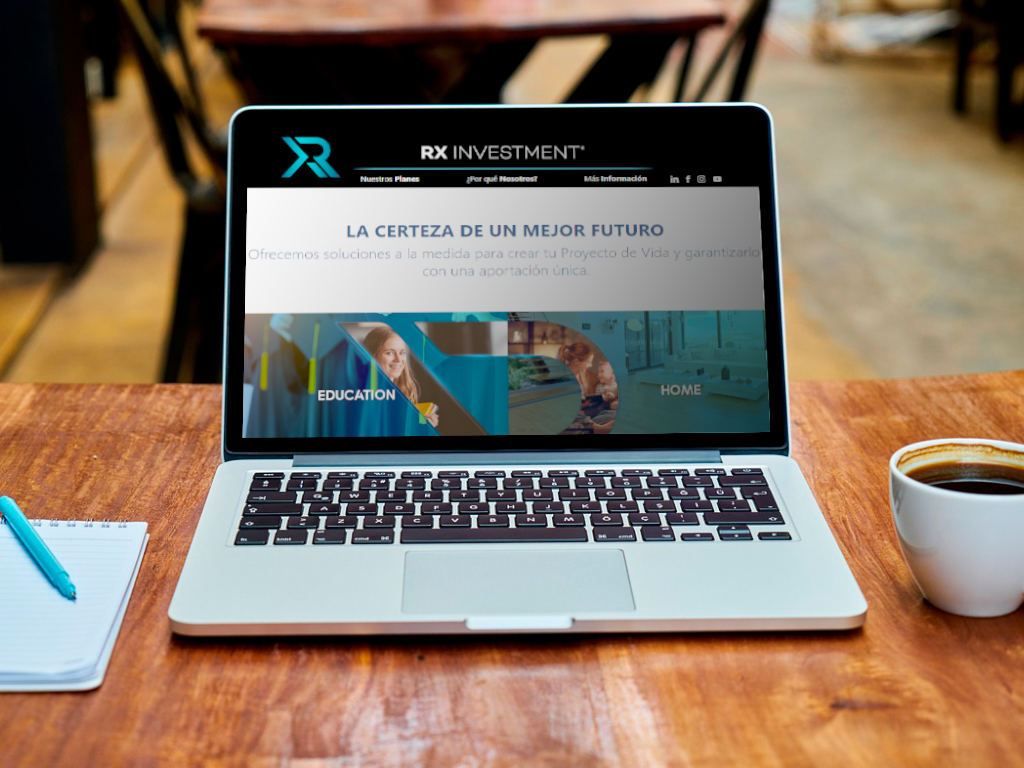 RX INVESTMENT®
Nuestros Planes ¿Por qué Nosotros? Más Información
LA CERTEZA DE UN MEJOR FUTURO
Ofrecemos soluciones a la medida para crear tu Proyecto de Vida y garantizarlo
con una aportación única.
EDUCATION HOME